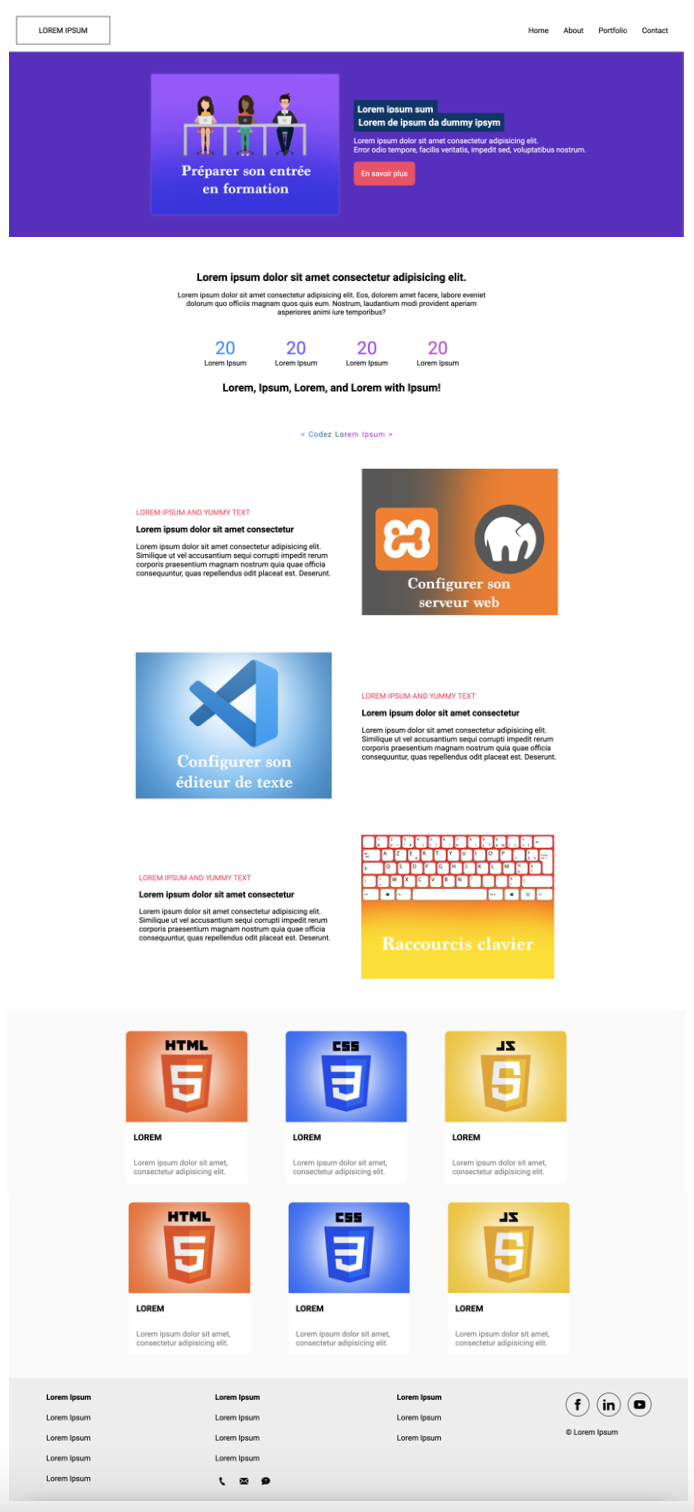 LOREM IPSUM
Home About Portfolio Contact
Préparer son entrée
en formation
Lorem ipsum sum
Lorem de ipsum da dummy ipsym
Lorem ipsum dolor sit amet consectetur adipisicing elit.
Error odio tempore, facilis veritatis, impedit sed, voluptatibus nostrum.
En savoir plus
Lorem ipsum dolor sit amet consectetur adipisicing elit.
Lorem ipsum dolor sit amet consectetur adipisicing elit. Eos, dolorem amet facere, labore eveniet
dolorum quo officiis magnam quos quis eum. Nostrum, laudantium modi provident aperiam
asperiores animi iure temporibus?
20 20 20 20
Lorem Ipsum Lorem Ipsum Lorem Ipsum Lorem Ipsum
Lorem, Ipsum, Lorem, and Lorem with Ipsum!
< Codez Lorem Ipsum >
LOREM IPSUM AND YUMMY TEXT
Lorem ipsum dolor sit amet consectetur
Lorem ipsum dolor sit amet consectetur adipisicing elit.
Similique ut vel accusantium sequi corrupti impedit rerum
corporis praesentium magnam nostrum quia quae officia
consequuntur, quas repellendus odit placeat est. Deserunt.
Configurer son
serveur web
Configurer son
éditeur de texte
LOREM IPSUM AND YUMMY TEXT
Lorem ipsum dolor sit amet consectetur
Lorem ipsum dolor sit amet consectetur adipisicing elit.
Similique ut vel accusantium sequi corrupti impedit rerum
corporis praesentium magnam nostrum quia quae officia
consequuntur, quas repellendus odit placeat est. Deserunt.
LOREM IPSUM AND YUMMY TEXT
Lorem ipsum dolor sit amet consectetur
Lorem ipsum dolor sit amet consectetur adipisicing elit.
Similique ut vel accusantium sequi corrupti impedit rerum
corporis praesentium magnam nostrum quia quae officia
consequuntur, quas repellendus odit placeat est. Deserunt.
A Z E R T Y U I O P
Q S D F G H J K L M
W X C V B N
Raccourcis clavier
HTML CSS JS
LOREM LOREM LOREM
Lorem ipsum dolor sit amet, Lorem ipsum dolor sit amet, Lorem ipsum dolor sit amet,
consectetur adipisicing elit. consectetur adipisicing elit. consectetur adipisicing elit.
HTML CSS JS
LOREM LOREM LOREM
Lorem ipsum dolor sit amet, Lorem ipsum dolor sit amet, Lorem ipsum dolor sit amet,
consectetur adipisicing elit. consectetur adipisicing elit. consectetur adipisicing elit.
Lorem Ipsum
Lorem Ipsum
Lorem Ipsum
Lorem Ipsum
Lorem Ipsum
Lorem Ipsum
Lorem Ipsum
Lorem Ipsum
Lorem Ipsum
Lorem Ipsum
Lorem Ipsum
Lorem Ipsum
f in
© Lorem Ipsum